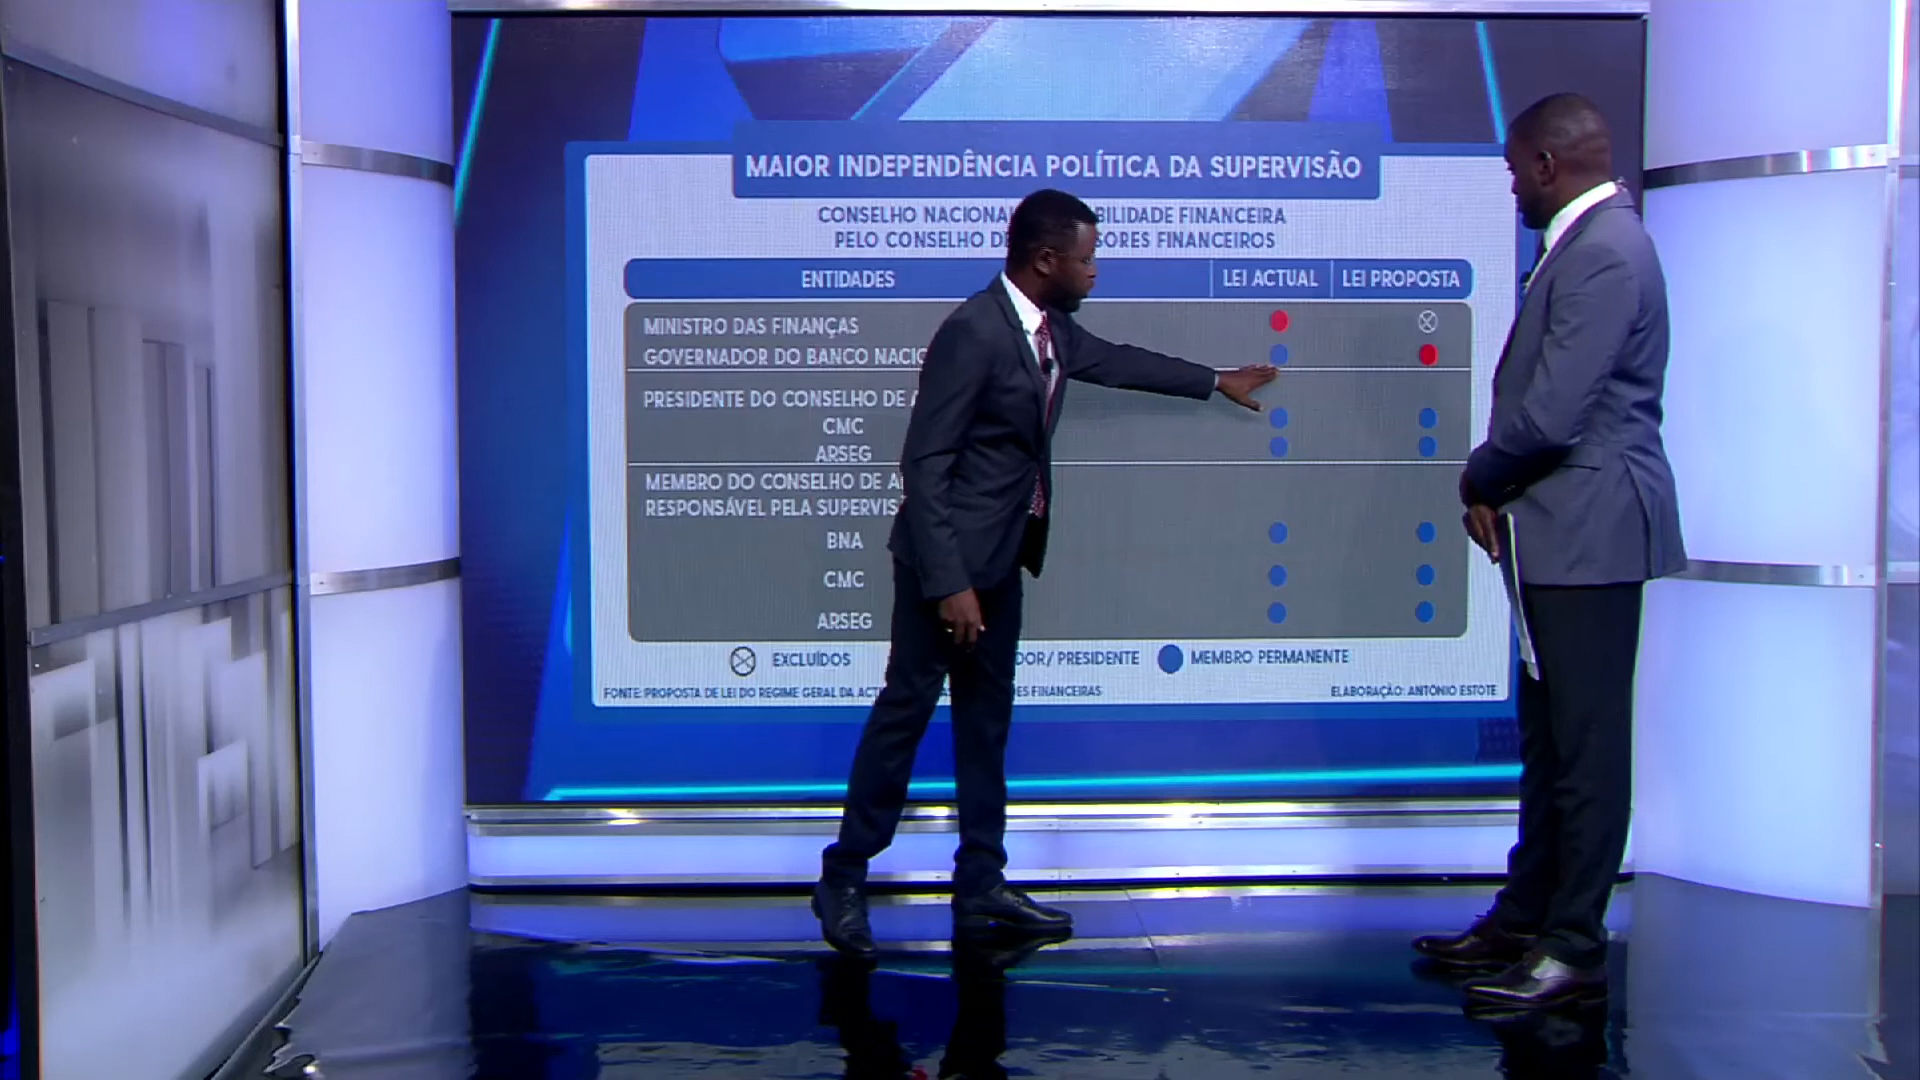 MAIOR INDEPENDÊNCIA POLÍTICA DA SUPERVISÃO
CONSELHO NACIONAL BILIDADE FINANCEIRA
PELO CONSELHO DE SORES FINANCEIROS
ENTIDADES LEI ACTUAL LEI PROPOSTA
MINISTRO DAS FINANÇAS
GOVERNADOR DO BANCO NACIO
PRESIDENTE DO CONSELHO DE A
CMC
ARSEG
MEMBRO DO CONSELHO DE A
RESPONSÁVEL PELA SUPERVIS
BNA
CMC
ARSEG
EXCLUÍDOS DOR/ PRESIDENTE MEMBRO PERMANENTE
FONTE: PROPOSTA DE LEI DO REGIME GERAL DA ACTI ES FINANCEIRAS ELABORAÇÃO: ANTÓNIO ESTOTE